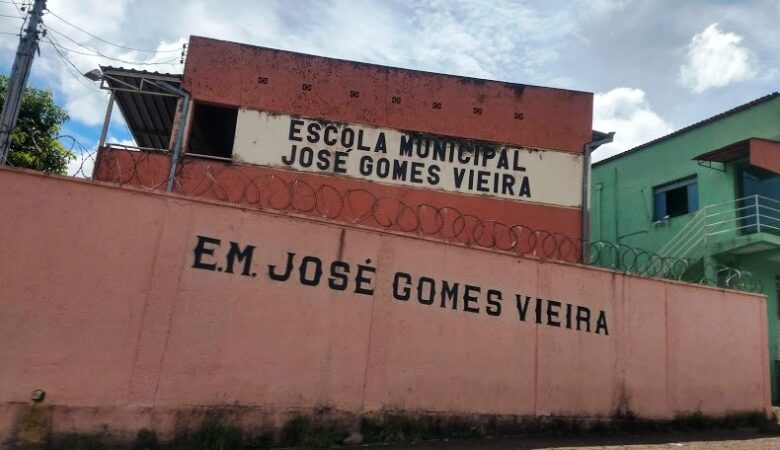 ESCOLA MUNICIPAL
JOSÉ GOMES VIEIRA
E.M. JOSÉ GOMES VIEIRA